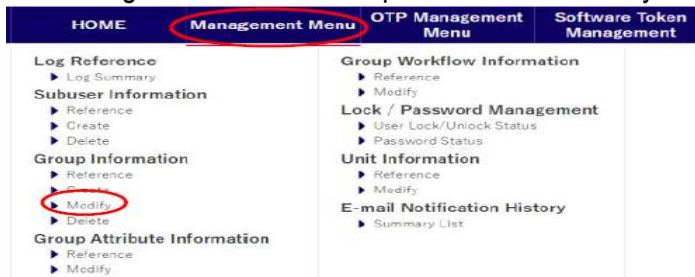 HOME
Management Menu
OTP Management
Menu
Software Token
Management
Log Reference
Log Summary
Subuser Information
Reference
Create
Delete
Group Information
Reference
Create
Modify
Delete
Group Attribute Information
Reference
Modify
Group Workflow Information
Reference
Modify
Lock / Password Management
User Lock/Unlock Status
Password Status
Unit Information
Reference
Modify
E-mail Notification History
Summary List